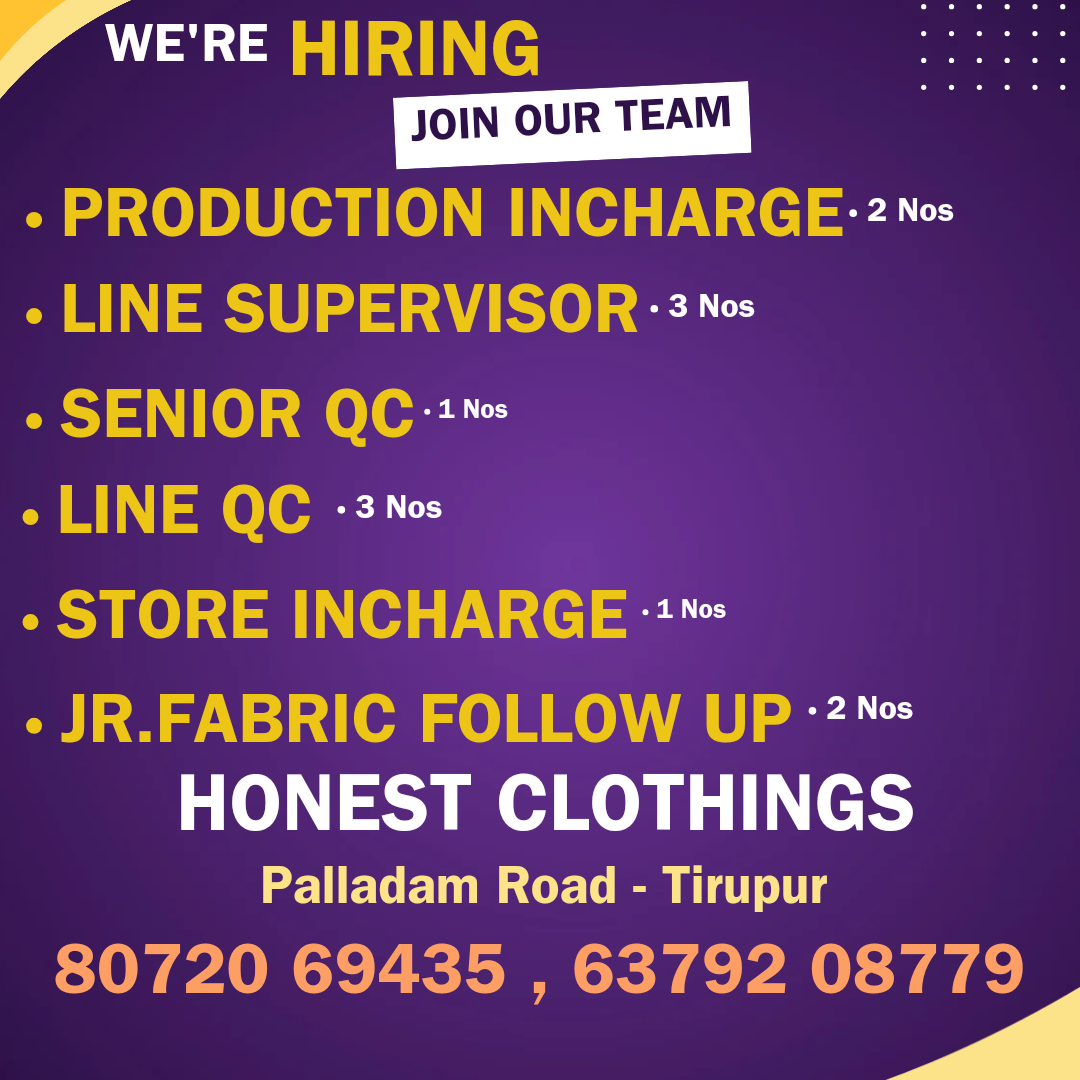 WE'RE HIRING
JOIN OUR TEAM
• PRODUCTION INCHARGE • 2 Nos
• LINE SUPERVISOR • 3 Nos
• SENIOR QC • 1 Nos
• LINE QC • 3 Nos
• STORE INCHARGE • 1 Nos
• JR.FABRIC FOLLOW UP • 2 Nos
HONEST CLOTHINGS
Palladam Road - Tirupur
80720 69435 , 63792 08779